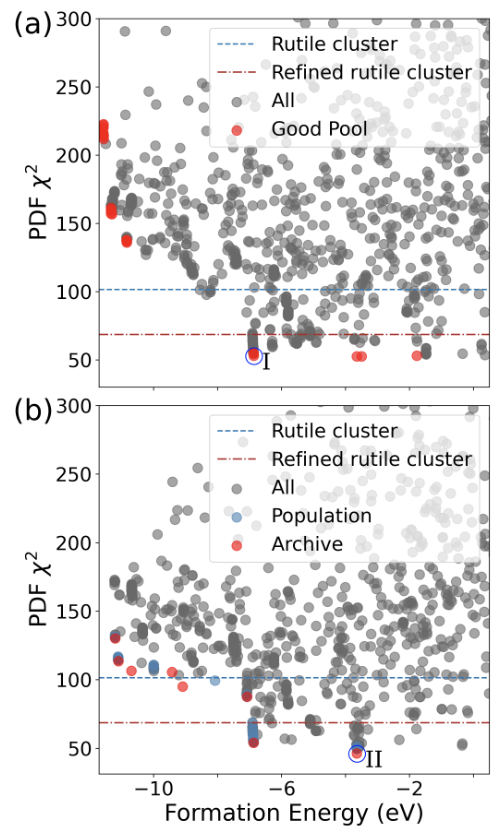 (a)
300
250
200
150
100
50
PDF χ²
Rutile cluster
Refined rutile cluster
All
Good Pool
I
(b)
300
250
200
150
100
50
PDF χ²
Rutile cluster
Refined rutile cluster
All
Population
Archive
II
−10 −6 −2
Formation Energy (eV)